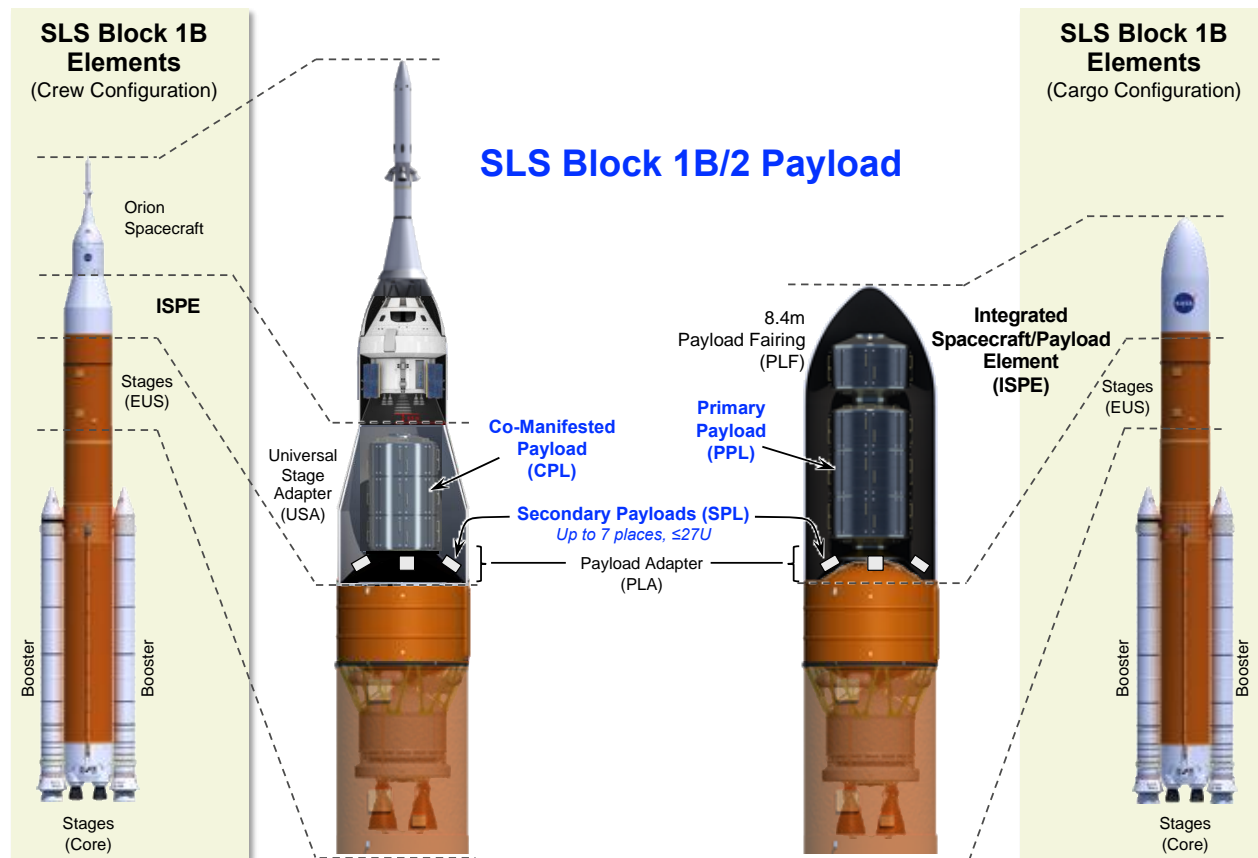 SLS Block 1B
Elements
(Crew Configuration)
Orion
Spacecraft
ISPE
Stages
(EUS)
Booster
Booster
Stages
(Core)
SLS Block 1B/2 Payload
Universal
Stage
Adapter
(USA)
Co-Manifested
Payload
(CPL)
Secondary Payloads (SPL)
Up to 7 places, ≤27U
Payload Adapter
(PLA)
8.4m
Payload Fairing
(PLF)
Primary
Payload
(PPL)
Integrated
Spacecraft/Payload
Element
(ISPE)
SLS Block 1B
Elements
(Cargo Configuration)
NASA
Stages
(EUS)
Booster
Booster
Stages
(Core)